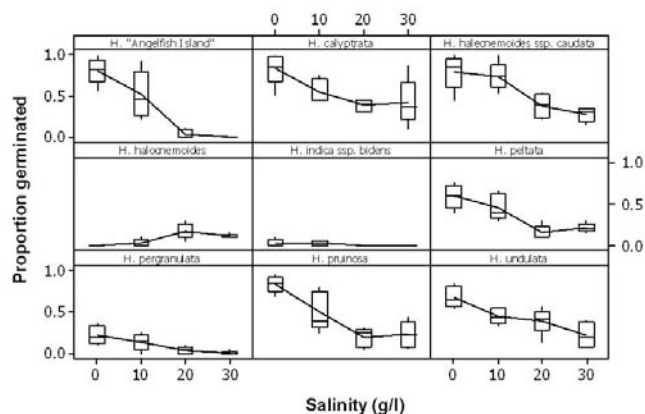 0 10 20 30
H. "Angelfish Island" H. calyptrata H. halocnemoides ssp. caudata
1.0
0.5
0.0
H. halocnemoides H. indica ssp. bidens H. peltata
1.0
0.5
0.0
H. pergranulata H. pruinosa H. undulata
1.0
0.5
0.0
0 10 20 30 0 10 20 30
Proportion germinated
Salinity (g/l)